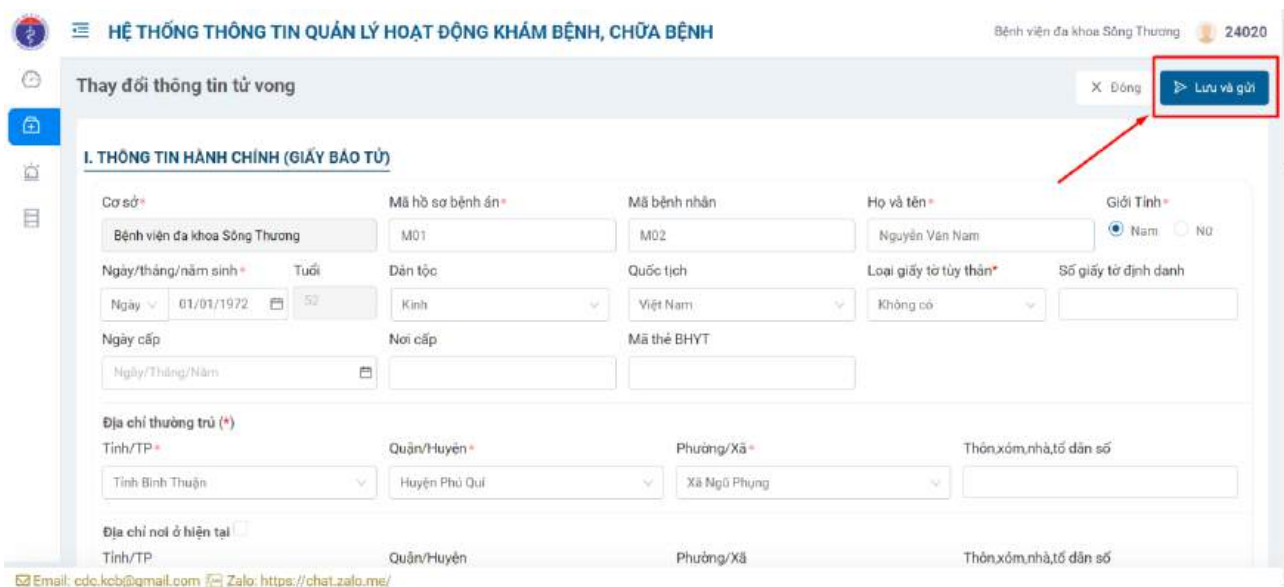 HỆ THỐNG THÔNG TIN QUẢN LÝ HOẠT ĐỘNG KHÁM BỆNH, CHỮA BỆNH
Bệnh viện đa khoa Sông Thương 24020
Thay đổi thông tin tử vong
X Đóng
Lưu và gửi
I. THÔNG TIN HÀNH CHÍNH (GIẤY BÁO TỬ)
Cơ sở* Mã hồ sơ bệnh án* Mã bệnh nhân Họ và tên* Giới Tính*
Bệnh viện đa khoa Sông Thương M01 M02 Nguyễn Văn Nam Nam Nữ
Ngày/tháng/năm sinh* Tuổi Dân tộc Quốc tịch Loại giấy tờ tùy thân* Số giấy tờ định danh
Ngày 01/01/1972 52 Kinh Việt Nam Không có
Ngày cấp Nơi cấp Mã thẻ BHYT
Ngày/Tháng/Năm
Địa chỉ thường trú (*)
Tỉnh/TP* Quận/Huyện* Phường/Xã* Thôn,xóm,nhà,tổ dân số
Tỉnh Bình Thuận Huyện Phú Quí Xã Ngũ Phụng
Địa chỉ nơi ở hiện tại
Tỉnh/TP Quận/Huyện Phường/Xã Thôn,xóm,nhà,tổ dân số
Email: cdc.kcb@gmail.com Zalo: https://chat.zalo.me/